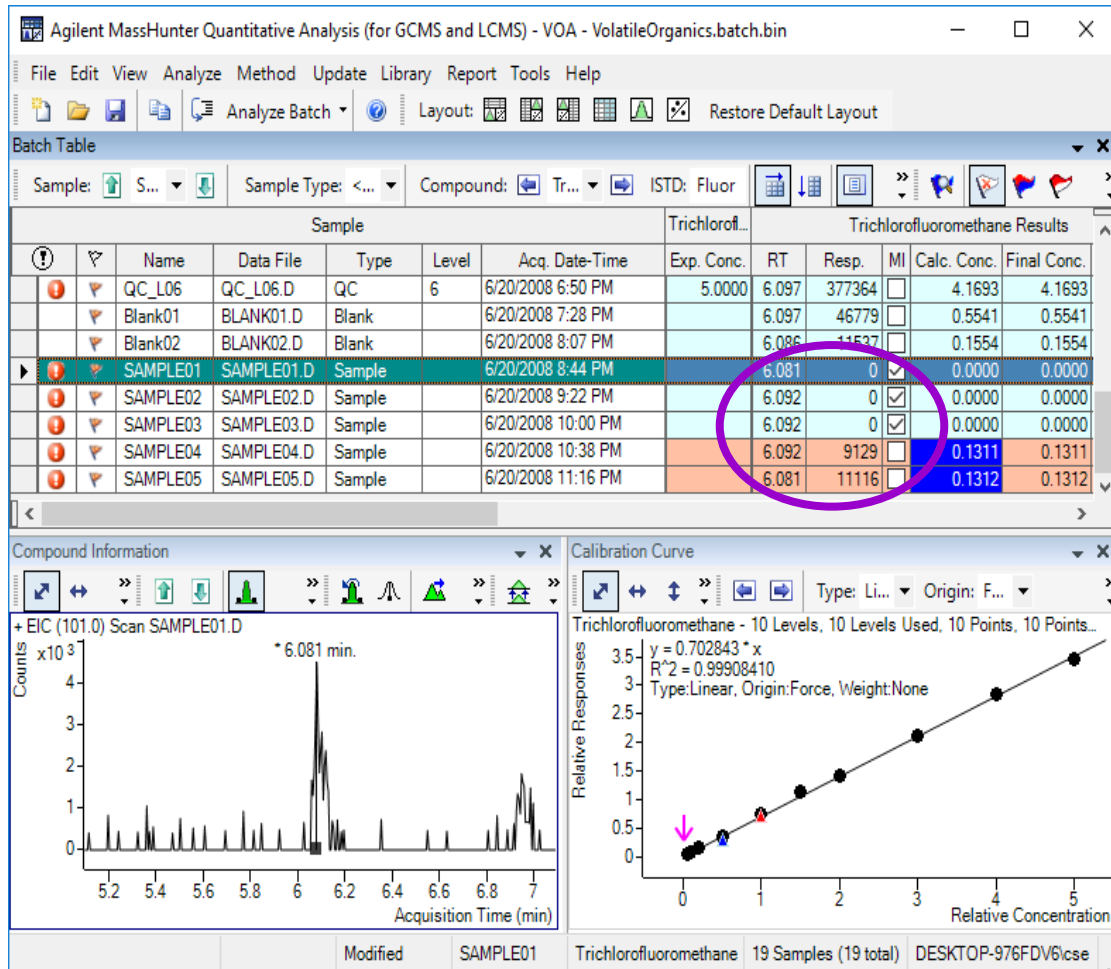 Agilent MassHunter Quantitative Analysis (for GCMS and LCMS) - VOA - VolatileOrganics.batch.bin
File Edit View Analyze Method Update Library Report Tools Help
Analyze Batch Layout: Restore Default Layout
Batch Table
Sample: S... Sample Type: <... Compound: Tr... ISTD: Fluor
Sample Trichlorofl... Trichlorofluoromethane Results
Name Data File Type Level Acq. Date-Time Exp. Conc. RT Resp. MI Calc. Conc. Final Conc.
QC_L06 QC_L06.D QC 6 6/20/2008 6:50 PM 5.0000 6.097 377364 4.1693 4.1693
Blank01 BLANK01.D Blank 6/20/2008 7:28 PM 6.097 46779 0.5541 0.5541
Blank02 BLANK02.D Blank 6/20/2008 8:07 PM 6.086 11537 0.1554 0.1554
SAMPLE01 SAMPLE01.D Sample 6/20/2008 8:44 PM 6.081 0 0.0000 0.0000
SAMPLE02 SAMPLE02.D Sample 6/20/2008 9:22 PM 6.092 0 0.0000 0.0000
SAMPLE03 SAMPLE03.D Sample 6/20/2008 10:00 PM 6.092 0 0.0000 0.0000
SAMPLE04 SAMPLE04.D Sample 6/20/2008 10:38 PM 6.092 9129 0.1311 0.1311
SAMPLE05 SAMPLE05.D Sample 6/20/2008 11:16 PM 6.081 11116 0.1312 0.1312
Compound Information
+ EIC (101.0) Scan SAMPLE01.D
Counts
x10 3
* 6.081 min.
4
3
2
1
0
5.2 5.4 5.6 5.8 6 6.2 6.4 6.6 6.8 7
Acquisition Time (min)
Calibration Curve
Type: Li... Origin: F...
Trichlorofluoromethane - 10 Levels, 10 Levels Used, 10 Points, 10 Points...
Relative Responses
y = 0.702843 * x
R^2 = 0.99908410
Type:Linear, Origin:Force, Weight:None
3.5
3
2.5
2
1.5
1
0.5
0
0 1 2 3 4 5
Relative Concentration
Modified SAMPLE01 Trichlorofluoromethane 19 Samples (19 total) DESKTOP-976FDV6\cse